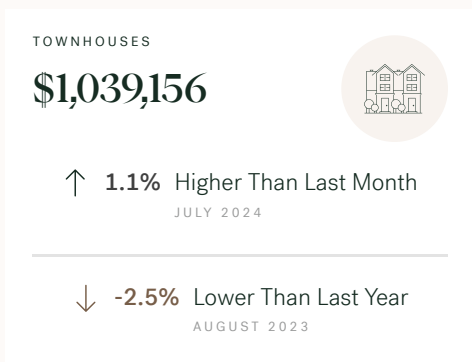 TOWNHOUSES
$1,039,156
1.1% Higher Than Last Month
JULY 2024
-2.5% Lower Than Last Year
AUGUST 2023